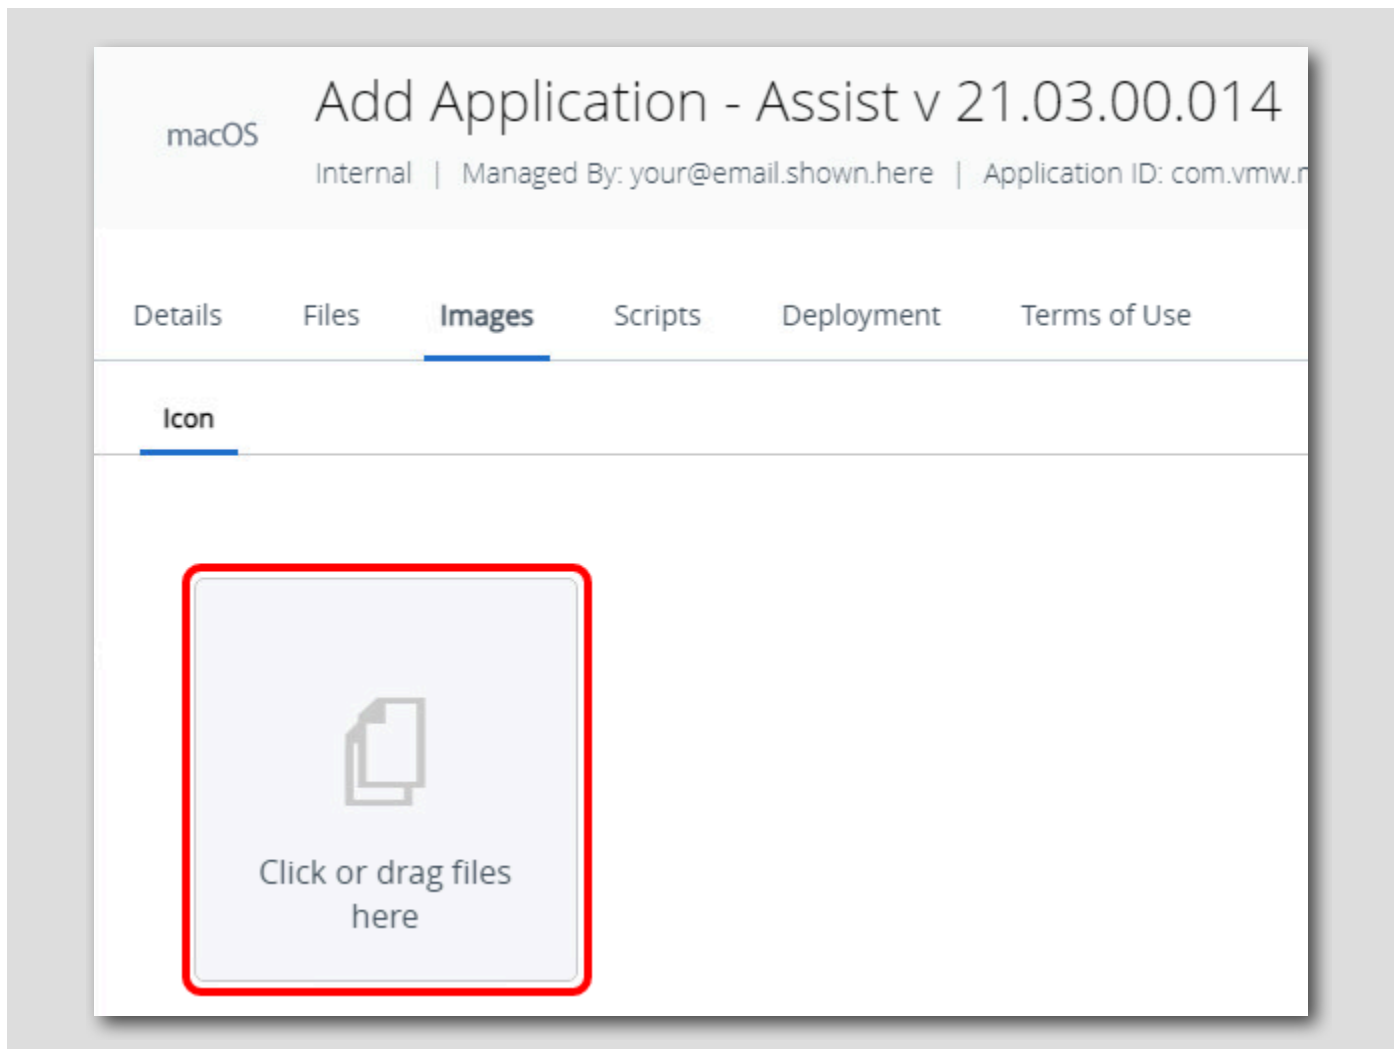 macOS
Add Application - Assist v 21.03.00.014
Internal | Managed By: your@email.shown.here | Application ID: com.vmw.
Details Files Images Scripts Deployment Terms of Use
Icon
Click or drag files
here